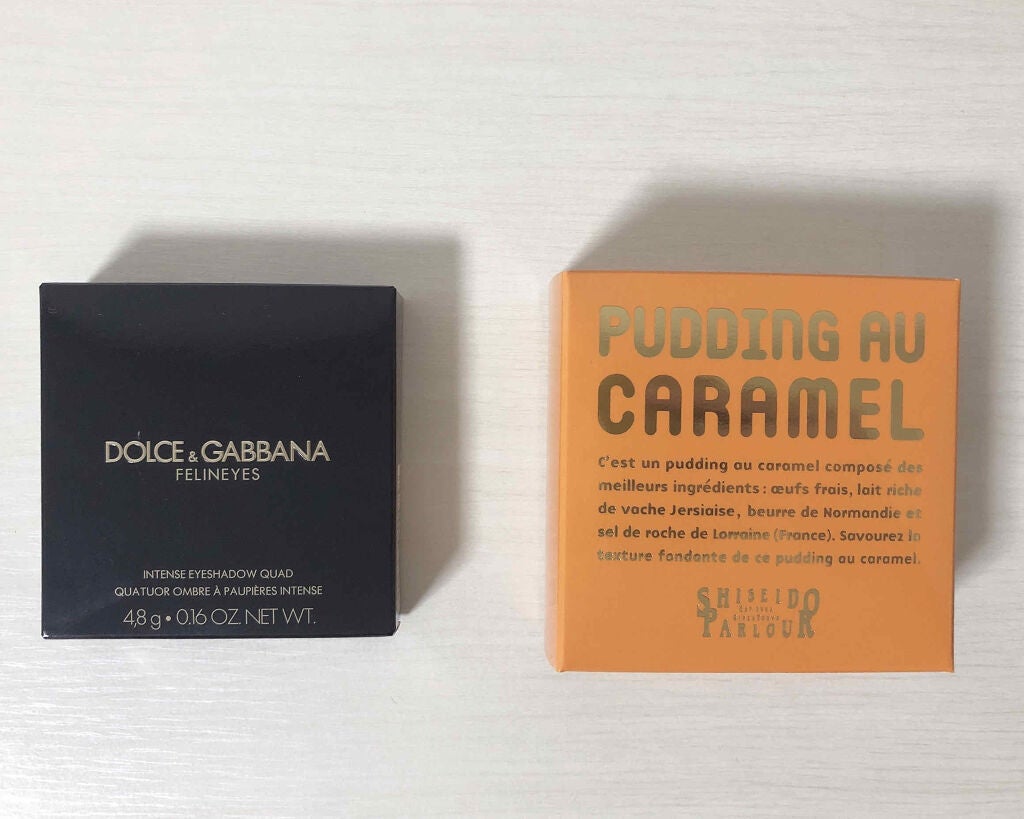 DOLCE & GABBANA
FELINEYES
INTENSE EYESHADOW QUAD
QUATUOR OMBRE À PAUPIÈRES INTENSE
4,8 g • 0.16 OZ. NET WT.
PUDDING AU
CARAMEL
C'est un pudding au caramel composé des
meilleurs ingrédients : œufs frais, lait riche
de vache Jersiaise, beurre de Normandie et
sel de roche de Lorraine (France). Savourez la
texture fondante de ce pudding au caramel.
SHISEIDO
PARLOUR